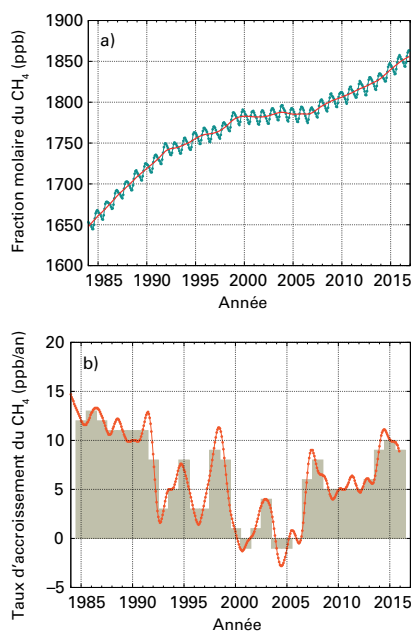 1900
a)
1850
1800
1750
1700
1650
1600
Fraction molaire du CH4 (ppb)
1985 1990 1995 2000 2005 2010 2015
Année
20
b)
15
10
5
0
–5
Taux d’accroissement du CH4 (ppb/an)
1985 1990 1995 2000 2005 2010 2015
Année